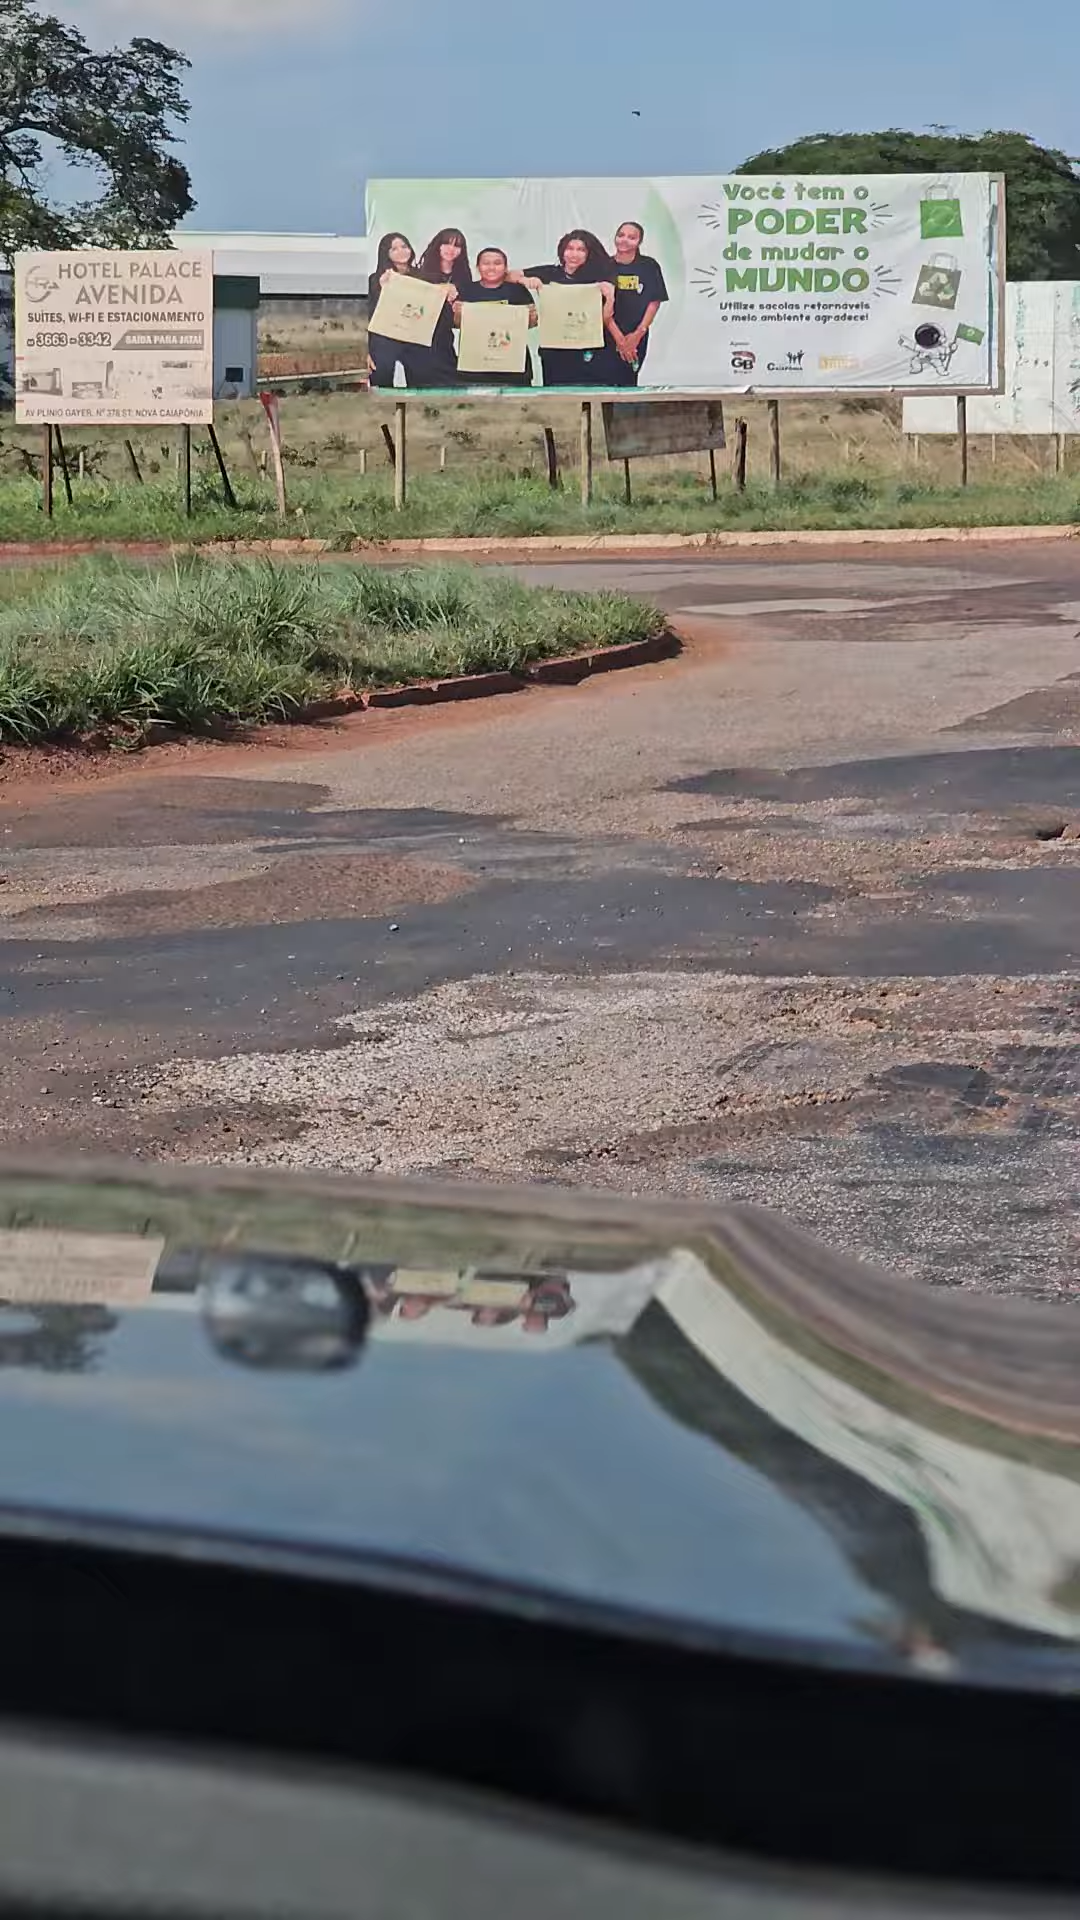 HOTEL PALACE
AVENIDA
SUÍTES, WI-FI E ESTACIONAMENTO
3663-3342 SAÍDA PARA JATAÍ
AV PLINIO GAYER, Nº 378 ST. NOVA CAIAPÔNIA
Você tem o
PODER
de mudar o
MUNDO
Utilize sacolas retornáveis
o meio ambiente agradece!
Apoio:
GB
CAIAPÔNIA